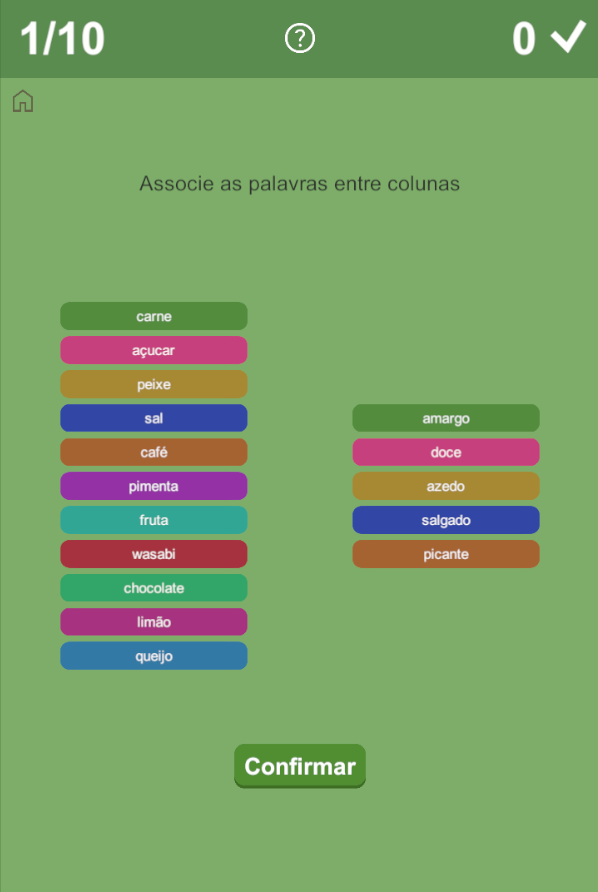 1/10
0
Associe as palavras entre colunas
carne
açucar
peixe
sal
café
pimenta
fruta
wasabi
chocolate
limão
queijo
amargo
doce
azedo
salgado
picante
Confirmar